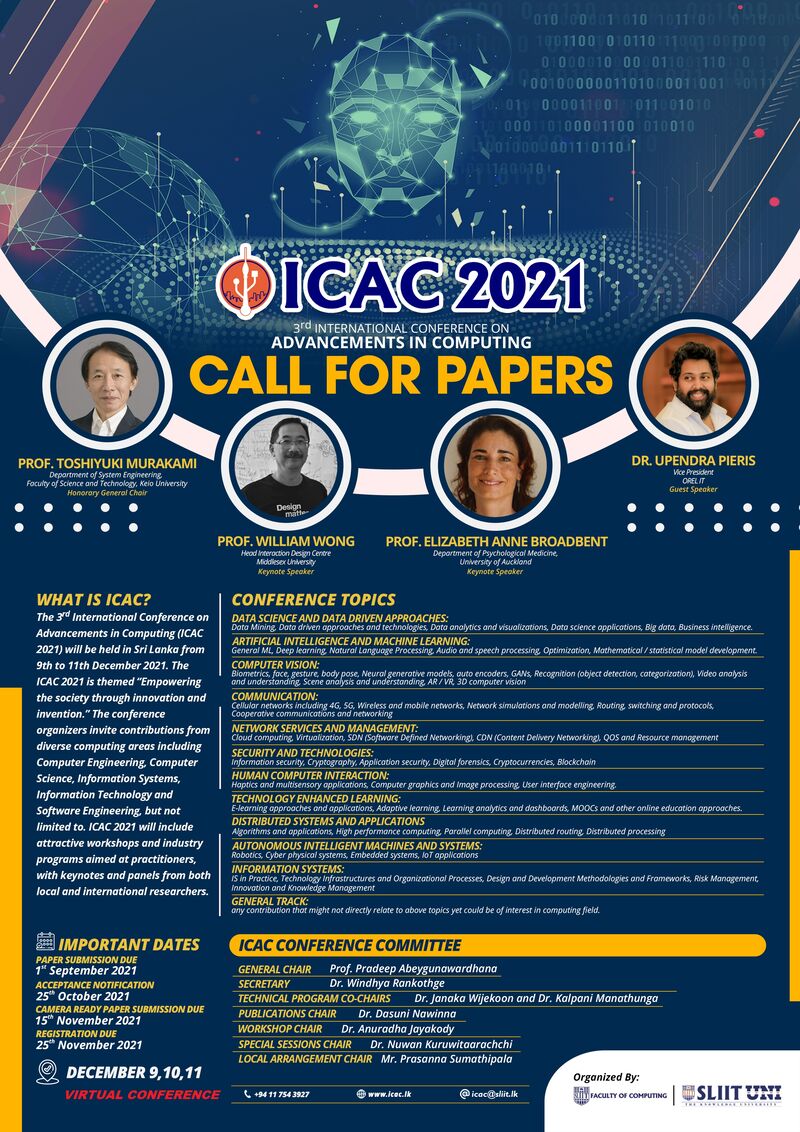 ICAC 2021
3rd INTERNATIONAL CONFERENCE ON
ADVANCEMENTS IN COMPUTING
CALL FOR PAPERS
PROF. TOSHIYUKI MURAKAMI
Department of System Engineering,
Faculty of Science and Technology, Keio University
Honorary General Chair
Design
matte
PROF. WILLIAM WONG
Head Interaction Design Centre
Middlesex University
Keynote Speaker
PROF. ELIZABETH ANNE BROADBENT
Department of Psychological Medicine,
University of Auckland
Keynote Speaker
DR. UPENDRA PIERIS
Vice President
OREL IT
Guest Speaker
WHAT IS ICAC?
The 3rd International Conference on
Advancements in Computing (ICAC
2021) will be held in Sri Lanka from
9th to 11th December 2021. The
ICAC 2021 is themed “Empowering
the society through innovation and
invention.” The conference
organizers invite contributions from
diverse computing areas including
Computer Engineering, Computer
Science, Information Systems,
Information Technology and
Software Engineering, but not
limited to. ICAC 2021 will include
attractive workshops and industry
programs aimed at practitioners,
with keynotes and panels from both
local and international researchers.
CONFERENCE TOPICS
DATA SCIENCE AND DATA DRIVEN APPROACHES:
Data Mining, Data driven approaches and technologies, Data analytics and visualizations, Data science applications, Big data, Business intelligence.
ARTIFICIAL INTELLIGENCE AND MACHINE LEARNING:
General ML, Deep learning, Natural Language Processing, Audio and speech processing, Optimization, Mathematical / statistical model development.
COMPUTER VISION:
Biometrics, face, gesture, body pose, Neural generative models, auto encoders, GANs, Recognition (object detection, categorization), Video analysis
and understanding, Scene analysis and understanding, AR / VR, 3D computer vision
COMMUNICATION:
Cellular networks including 4G, 5G, Wireless and mobile networks, Network simulations and modelling, Routing, switching and protocols,
Cooperative communications and networking
NETWORK SERVICES AND MANAGEMENT:
Cloud computing, Virtualization, SDN (Software Defined Networking), CDN (Content Delivery Networking), QOS and Resource management
SECURITY AND TECHNOLOGIES:
Information security, Cryptography, Application security, Digital forensics, Cryptocurrencies, Blockchain
HUMAN COMPUTER INTERACTION:
Haptics and multisensory applications, Computer graphics and Image processing, User interface engineering.
TECHNOLOGY ENHANCED LEARNING:
E-learning approaches and applications, Adaptive learning, Learning analytics and dashboards, MOOCs and other online education approaches.
DISTRIBUTED SYSTEMS AND APPLICATIONS
Algorithms and applications, High performance computing, Parallel computing, Distributed routing, Distributed processing
AUTONOMOUS INTELLIGENT MACHINES AND SYSTEMS:
Robotics, Cyber physical systems, Embedded systems, IoT applications
INFORMATION SYSTEMS:
IS in Practice, Technology Infrastructures and Organizational Processes, Design and Development Methodologies and Frameworks, Risk Management,
Innovation and Knowledge Management
GENERAL TRACK:
any contribution that might not directly relate to above topics yet could be of interest in computing field.
IMPORTANT DATES
PAPER SUBMISSION DUE
1st September 2021
ACCEPTANCE NOTIFICATION
25th October 2021
CAMERA READY PAPER SUBMISSION DUE
15th November 2021
REGISTRATION DUE
25th November 2021
DECEMBER 9,10,11
VIRTUAL CONFERENCE
ICAC CONFERENCE COMMITTEE
GENERAL CHAIR Prof. Pradeep Abeygunawardhana
SECRETARY Dr. Windhya Rankothge
TECHNICAL PROGRAM CO-CHAIRS Dr. Janaka Wijekoon and Dr. Kalpani Manathunga
PUBLICATIONS CHAIR Dr. Dasuni Nawinna
WORKSHOP CHAIR Dr. Anuradha Jayakody
SPECIAL SESSIONS CHAIR Dr. Nuwan Kuruwitaarachchi
LOCAL ARRANGEMENT CHAIR Mr. Prasanna Sumathipala
+94 11 754 3927 www.icac.lk icac@sliit.lk
Organized By:
FACULTY OF COMPUTING
SLIIT UNI
THE KNOWLEDGE UNIVERSITY